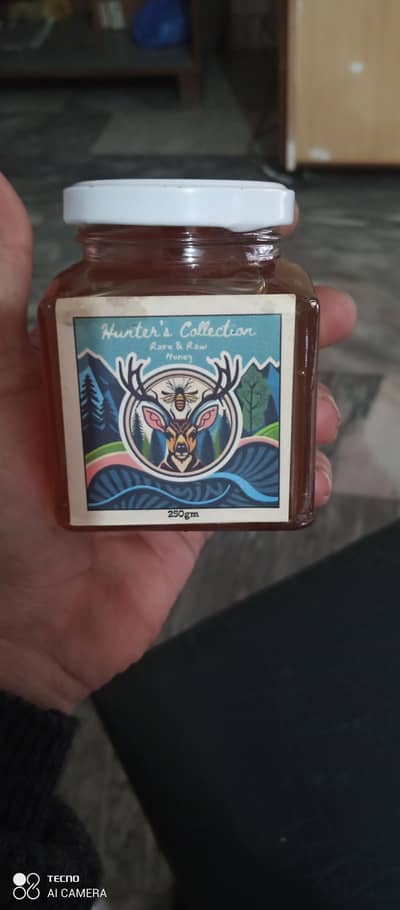 Hunter's Collection
Rare & Raw
Honey
250gm
TECNO
AI CAMERA